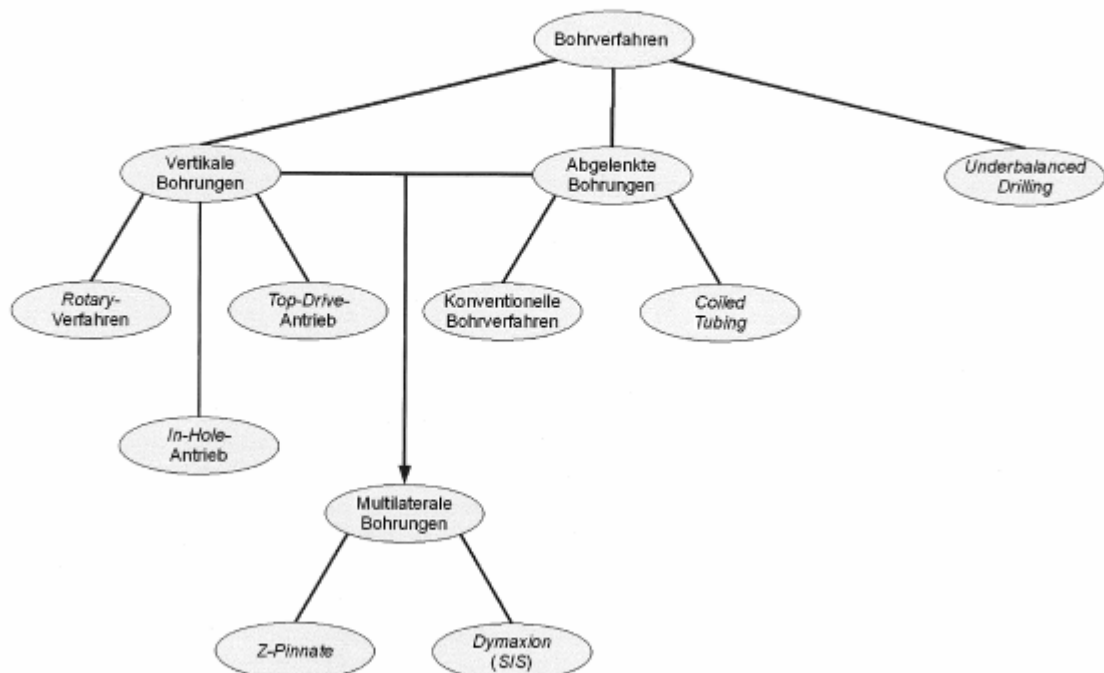 Bohrverfahren
Vertikale
Bohrungen
Abgelenkte
Bohrungen
Underbalanced
Drilling
Rotary-
Verfahren
Top-Drive-
Antrieb
Konventionelle
Bohrverfahren
Coiled
Tubing
In-Hole-
Antrieb
Multilaterale
Bohrungen
Z-Pinnate
Dymaxion
(SIS)